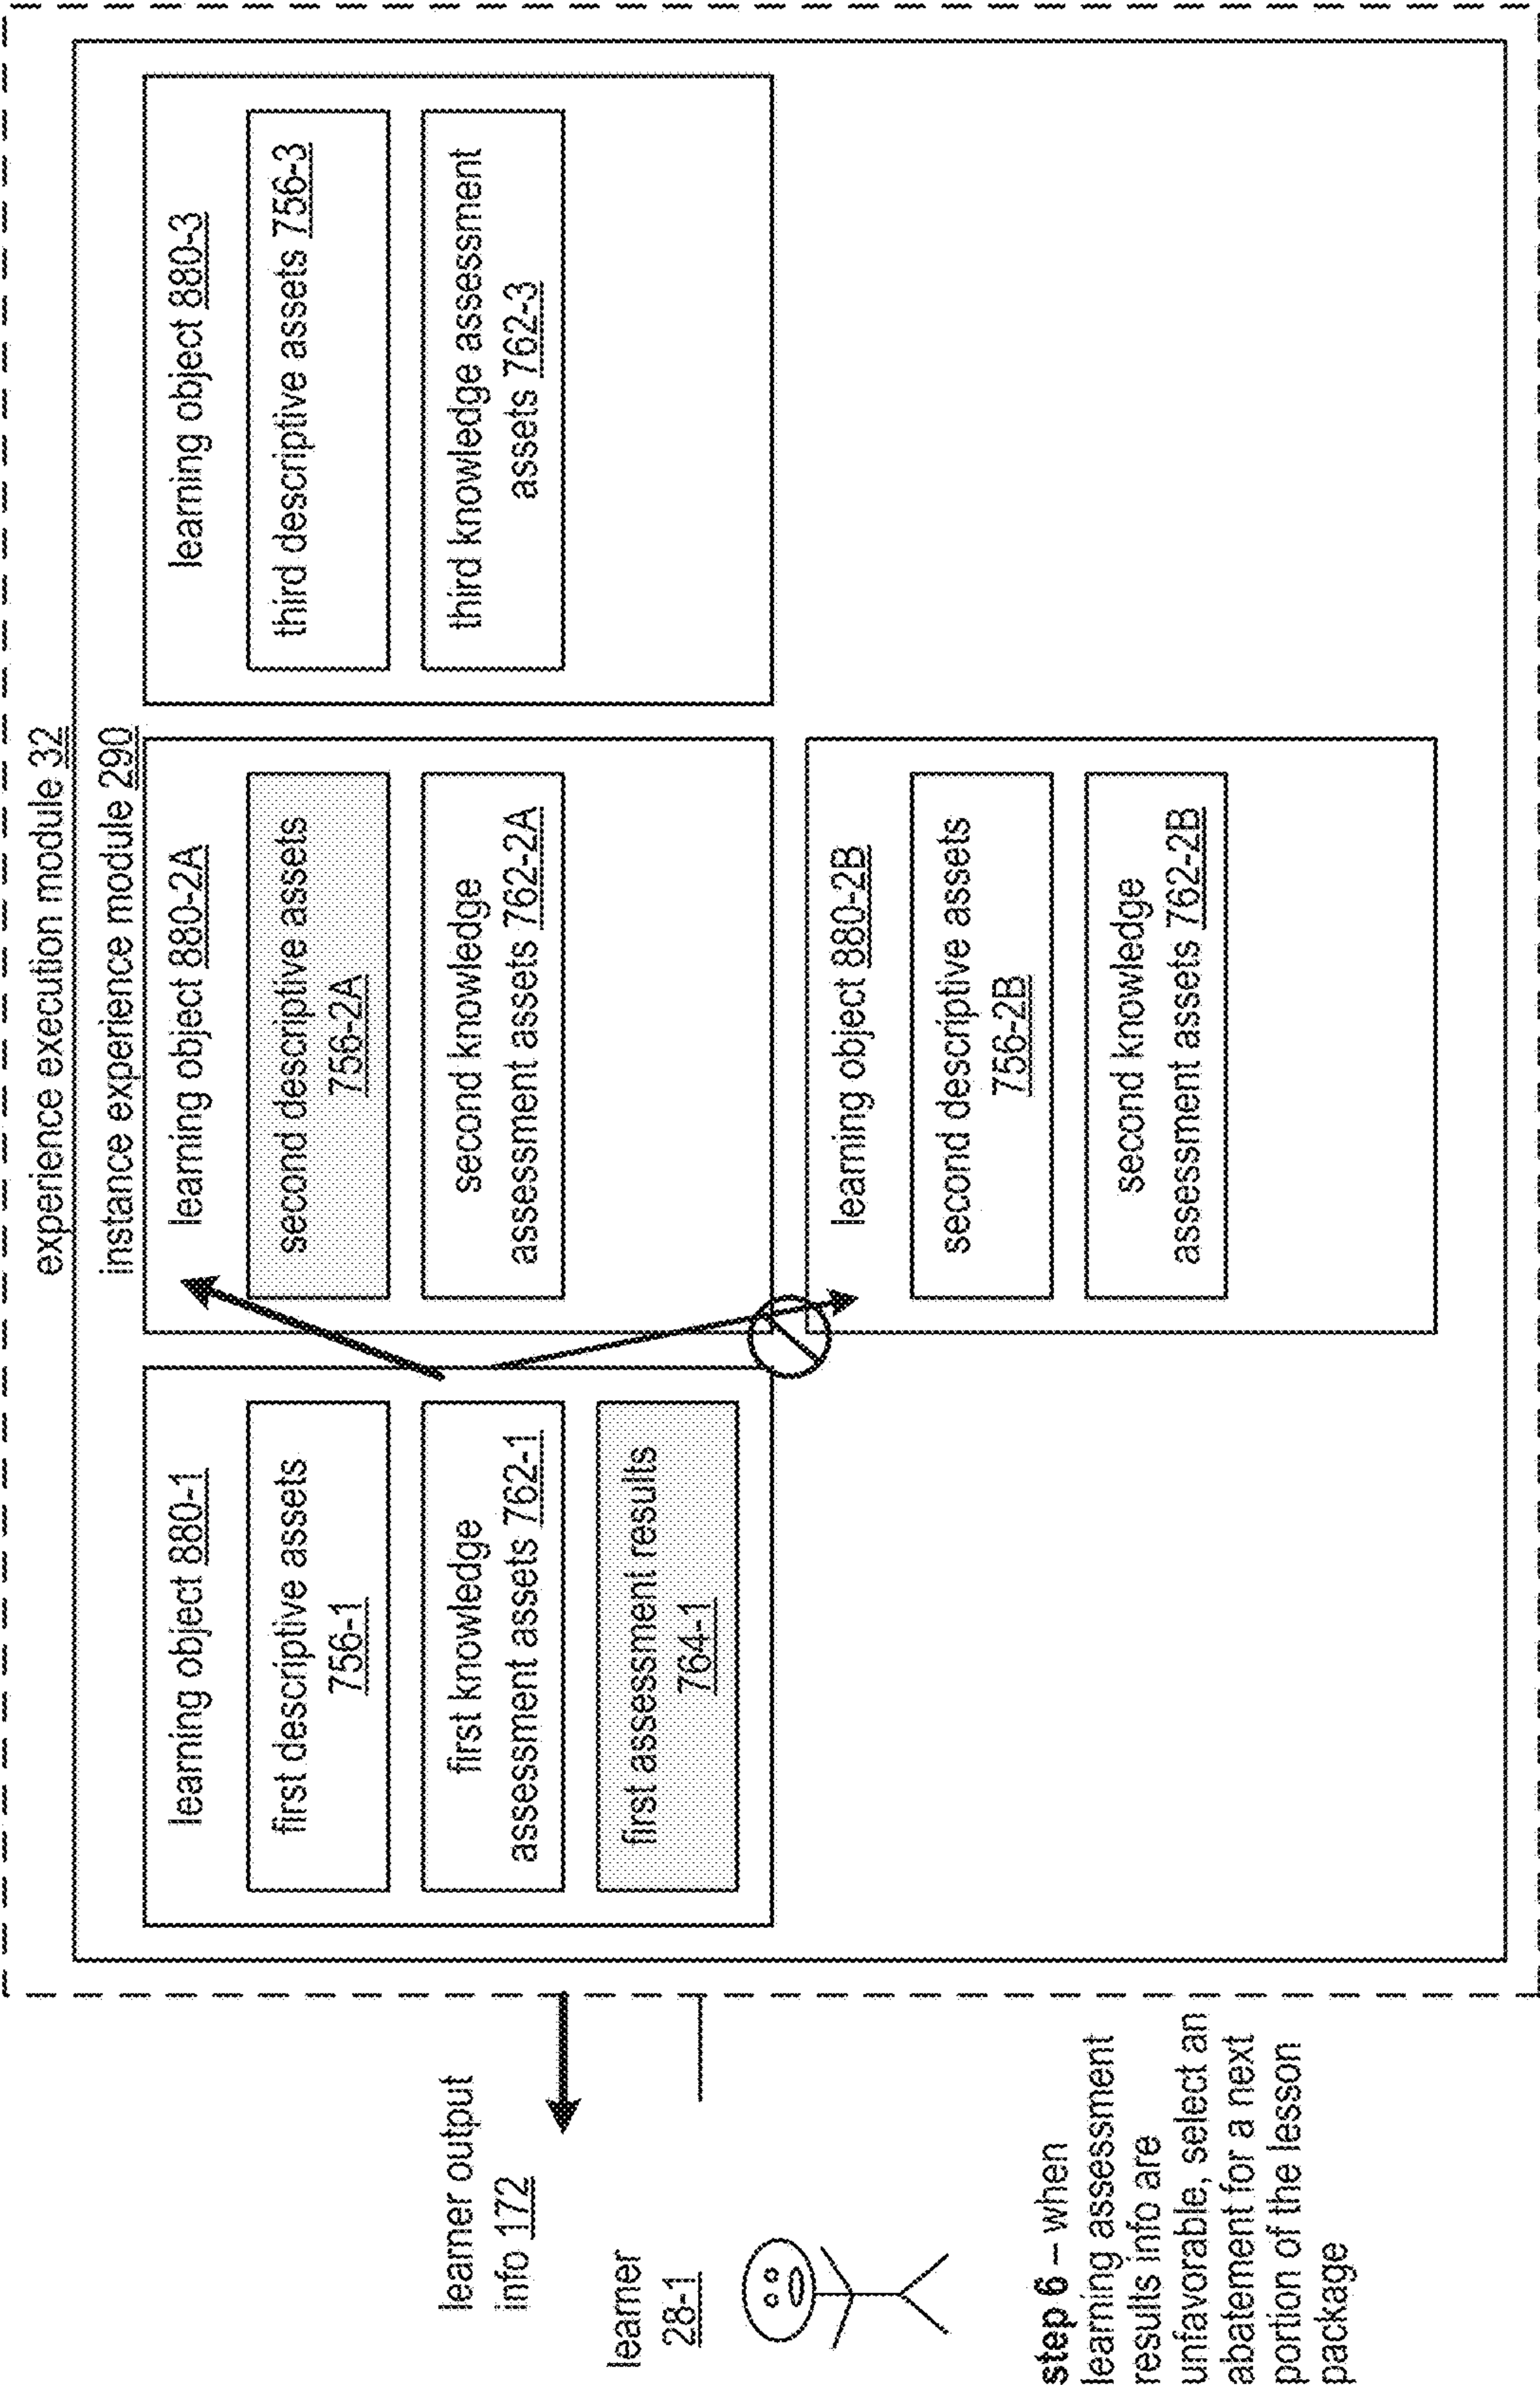 experience execution module 32
instance experience module 290
learning object 880-1
first descriptive assets
756-1
first knowledge
assessment assets 762-1
first assessment results
764-1
learning object 880-2A
second descriptive assets
756-2A
second knowledge
assessment assets 762-2A
learning object 880-3
third descriptive assets 756-3
third knowledge assessment
assets 762-3
learning object 880-2B
second descriptive assets
756-2B
second knowledge
assessment assets 762-2B
learner output
info 172
learner
28-1
step 6 – when
learning assessment
results info are
unfavorable, select an
abatement for a next
portion of the lesson
package